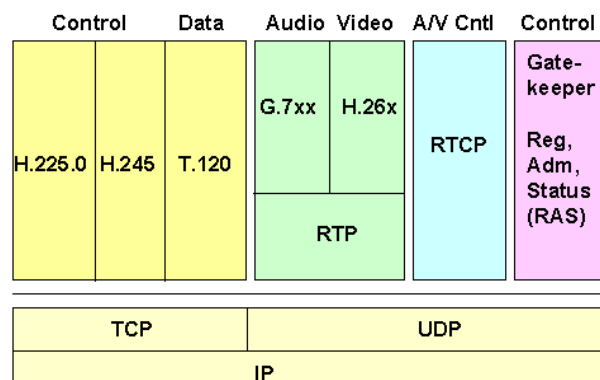 Control Data Audio Video A/V Cntl Control
G.7xx H.26x
Gate-
keeper
H.225.0 H.245 T.120
RTCP
Reg,
Adm,
Status
(RAS)
RTP
TCP UDP
IP